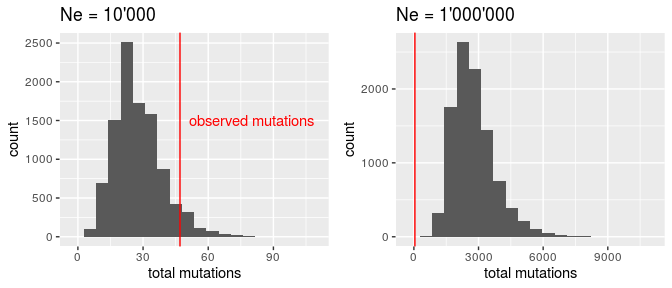 Ne = 10'000
count
2500
2000
1500
1000
500
0
observed mutations
0 30 60 90
total mutations
Ne = 1'000'000
count
2000
1000
0
0 3000 6000 9000
total mutations